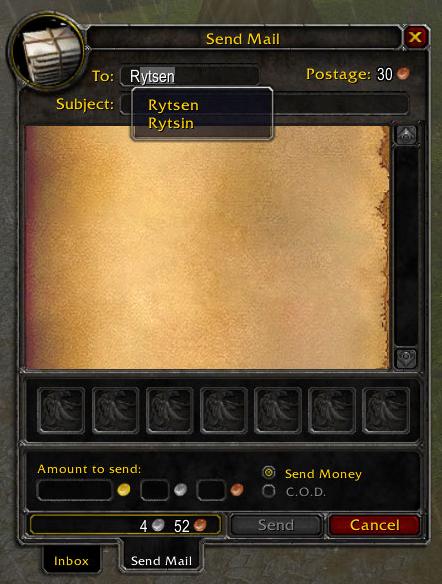 Send Mail
To: Rytsen
Postage: 30
Subject:
Rytsen
Rytsin
Amount to send:
Send Money
C.O.D.
4 52
Send
Cancel
Inbox
Send Mail